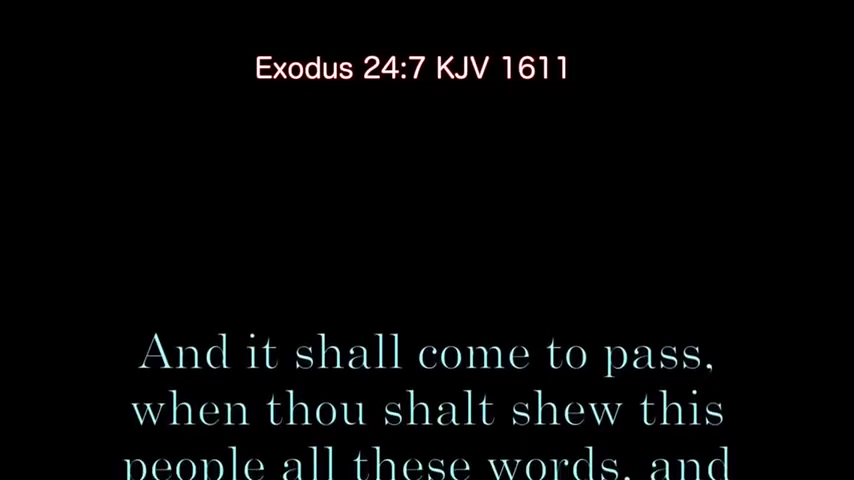 Exodus 24:7 KJV 1611
And it shall come to pass,
when thou shalt shew this
people all these words, and